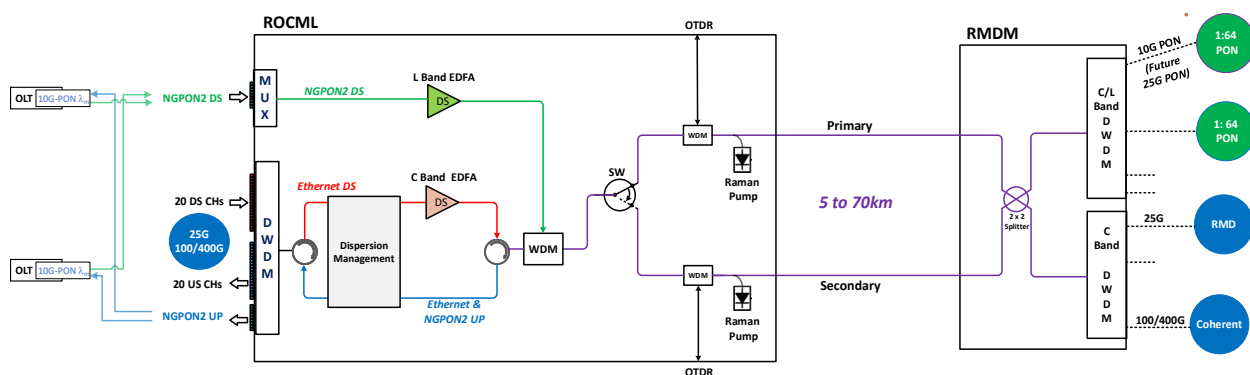 ROCML
OTDR
RMDM
1:64
PON
10G PON
(Future
25G PON)
L Band EDFA
MUX
NGPON2 DS
NGPON2 DS
DS
OLT
10G-PON
C/L
Band
DWDM
1: 64
PON
WDM
Primary
Raman
Pump
SW
C Band EDFA
Ethernet DS
DS
20 DS CHs
25G
100/400G
DWDM
Dispersion
Management
WDM
5 to 70km
2 x 2
Splitter
C
Band
DWDM
25G
RMD
OLT
10G-PON
20 US CHs
NGPON2 UP
Ethernet &
NGPON2 UP
WDM
Secondary
Raman
Pump
100/400G
Coherent
OTDR